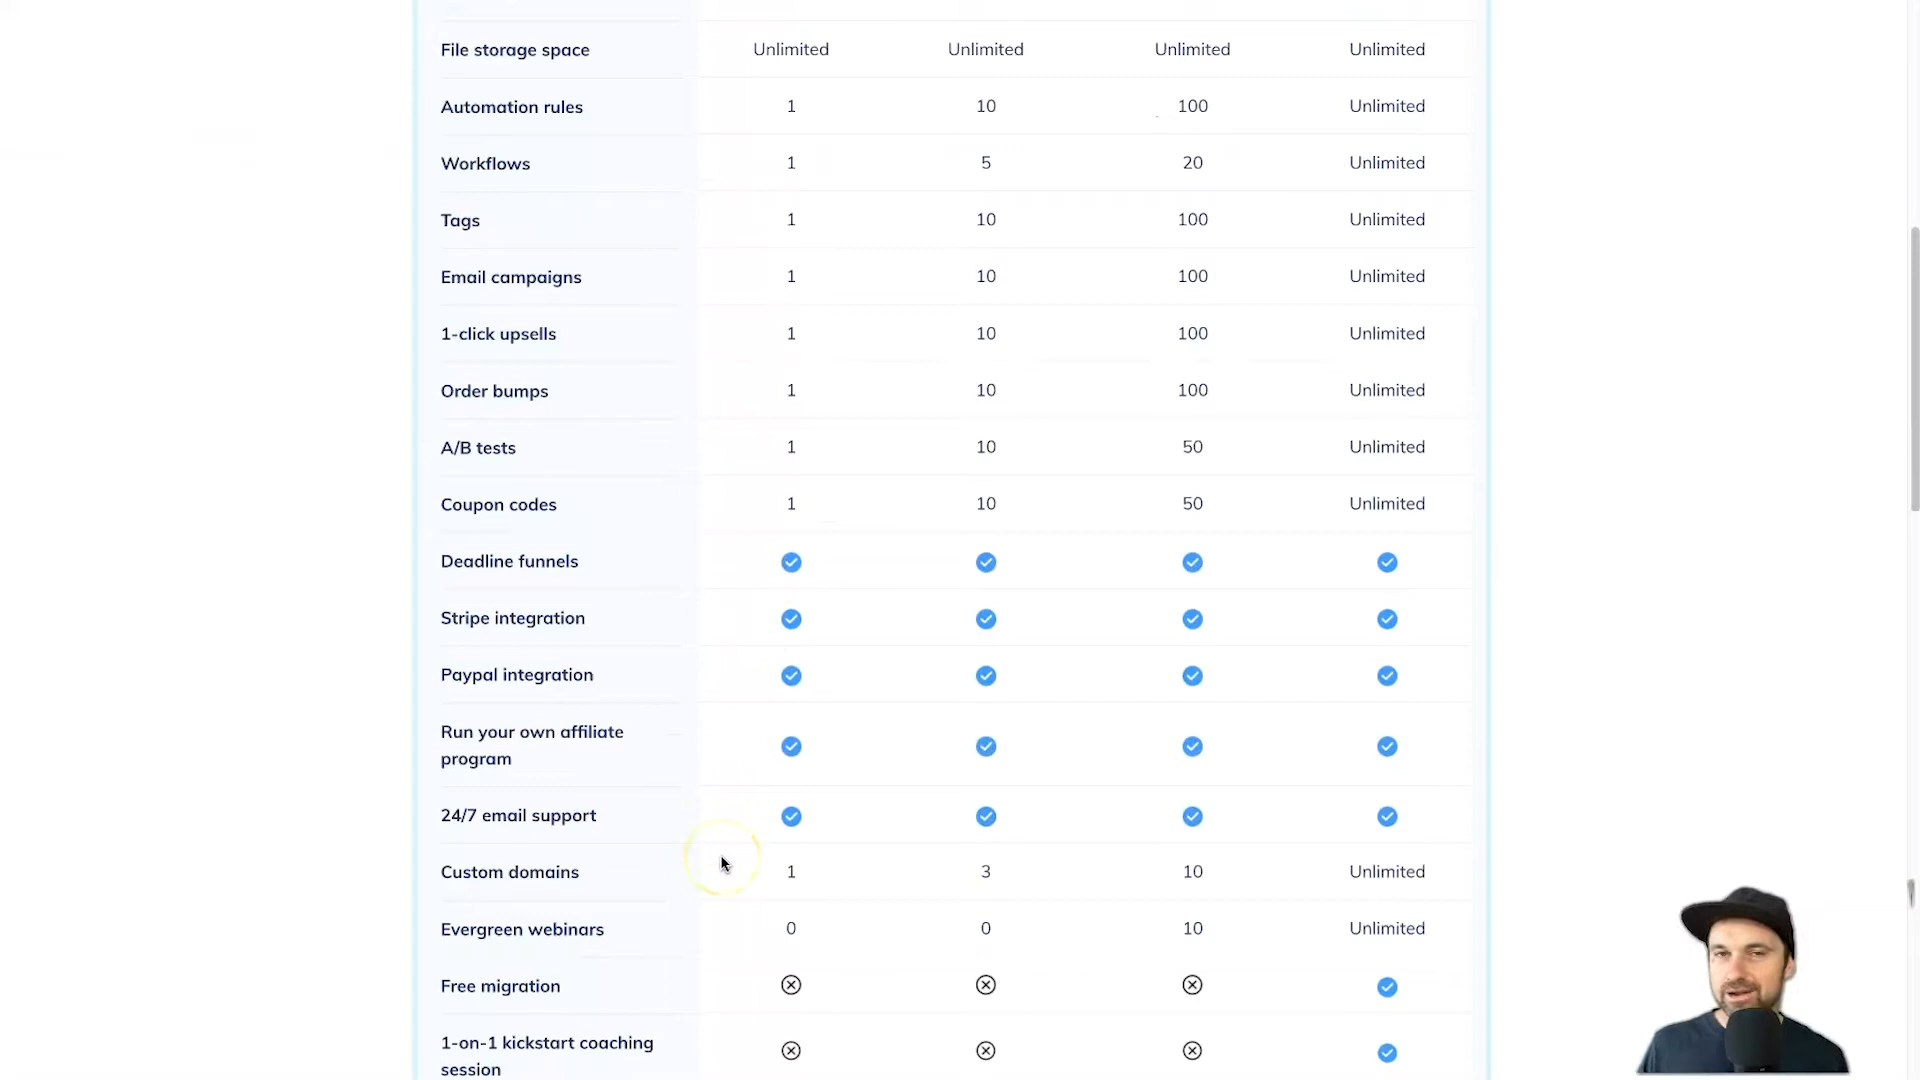 File storage space Unlimited Unlimited Unlimited Unlimited
Automation rules 1 10 100 Unlimited
Workflows 1 5 20 Unlimited
Tags 1 10 100 Unlimited
Email campaigns 1 10 100 Unlimited
1-click upsells 1 10 100 Unlimited
Order bumps 1 10 100 Unlimited
A/B tests 1 10 50 Unlimited
Coupon codes 1 10 50 Unlimited
Deadline funnels
Stripe integration
Paypal integration
Run your own affiliate
program
24/7 email support
Custom domains 1 3 10 Unlimited
Evergreen webinars 0 0 10 Unlimited
Free migration
1-on-1 kickstart coaching
session